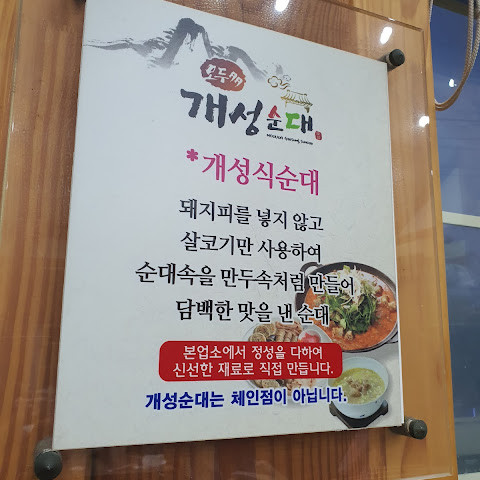 모둠
개성순대
*개성식순대
돼지피를 넣지 않고
살코기만 사용하여
순대속을 만두속처럼 만들어
담백한 맛을 낸 순대
본업소에서 정성을 다하여
신선한 재료로 직접 만듭니다.
개성순대는 체인점이 아닙니다.